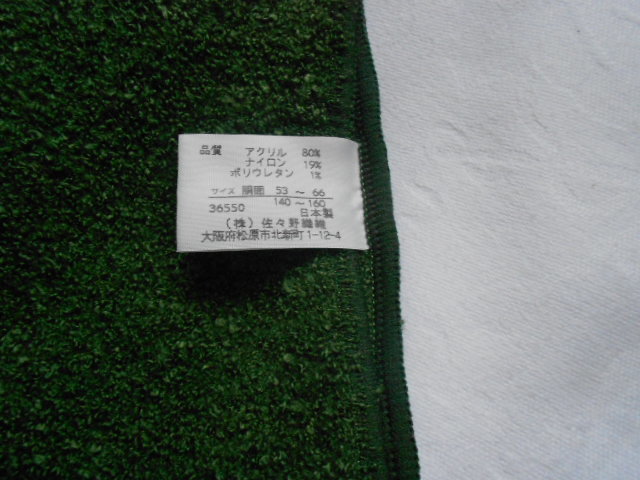 品質 アクリル 80%
ナイロン 19%
ポリウレタン 1%
サイズ 胴囲 53 ～ 66
140 ～ 160
36550 日本製
(株) 佐々野繊維
大阪府松原市北新町1-12-4